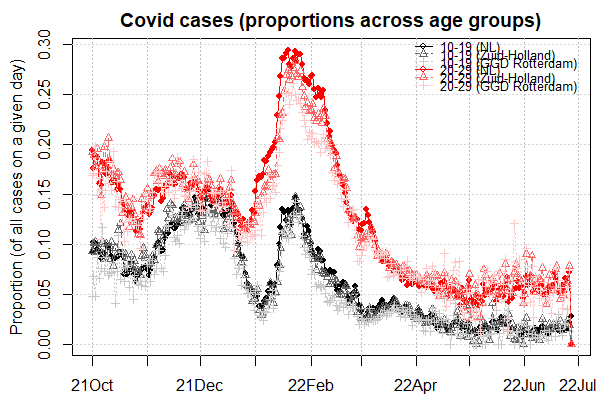 Covid cases (proportions across age groups)
Proportion (of all cases on a given day)
0.30
0.25
0.20
0.15
0.10
0.05
0.00
10-19 (NL)
10-19 (Zuid-Holland)
10-19 (GGD Rotterdam)
20-29 (NL)
20-29 (Zuid-Holland)
20-29 (GGD Rotterdam)
21Oct 21Dec 22Feb 22Apr 22Jun 22Jul